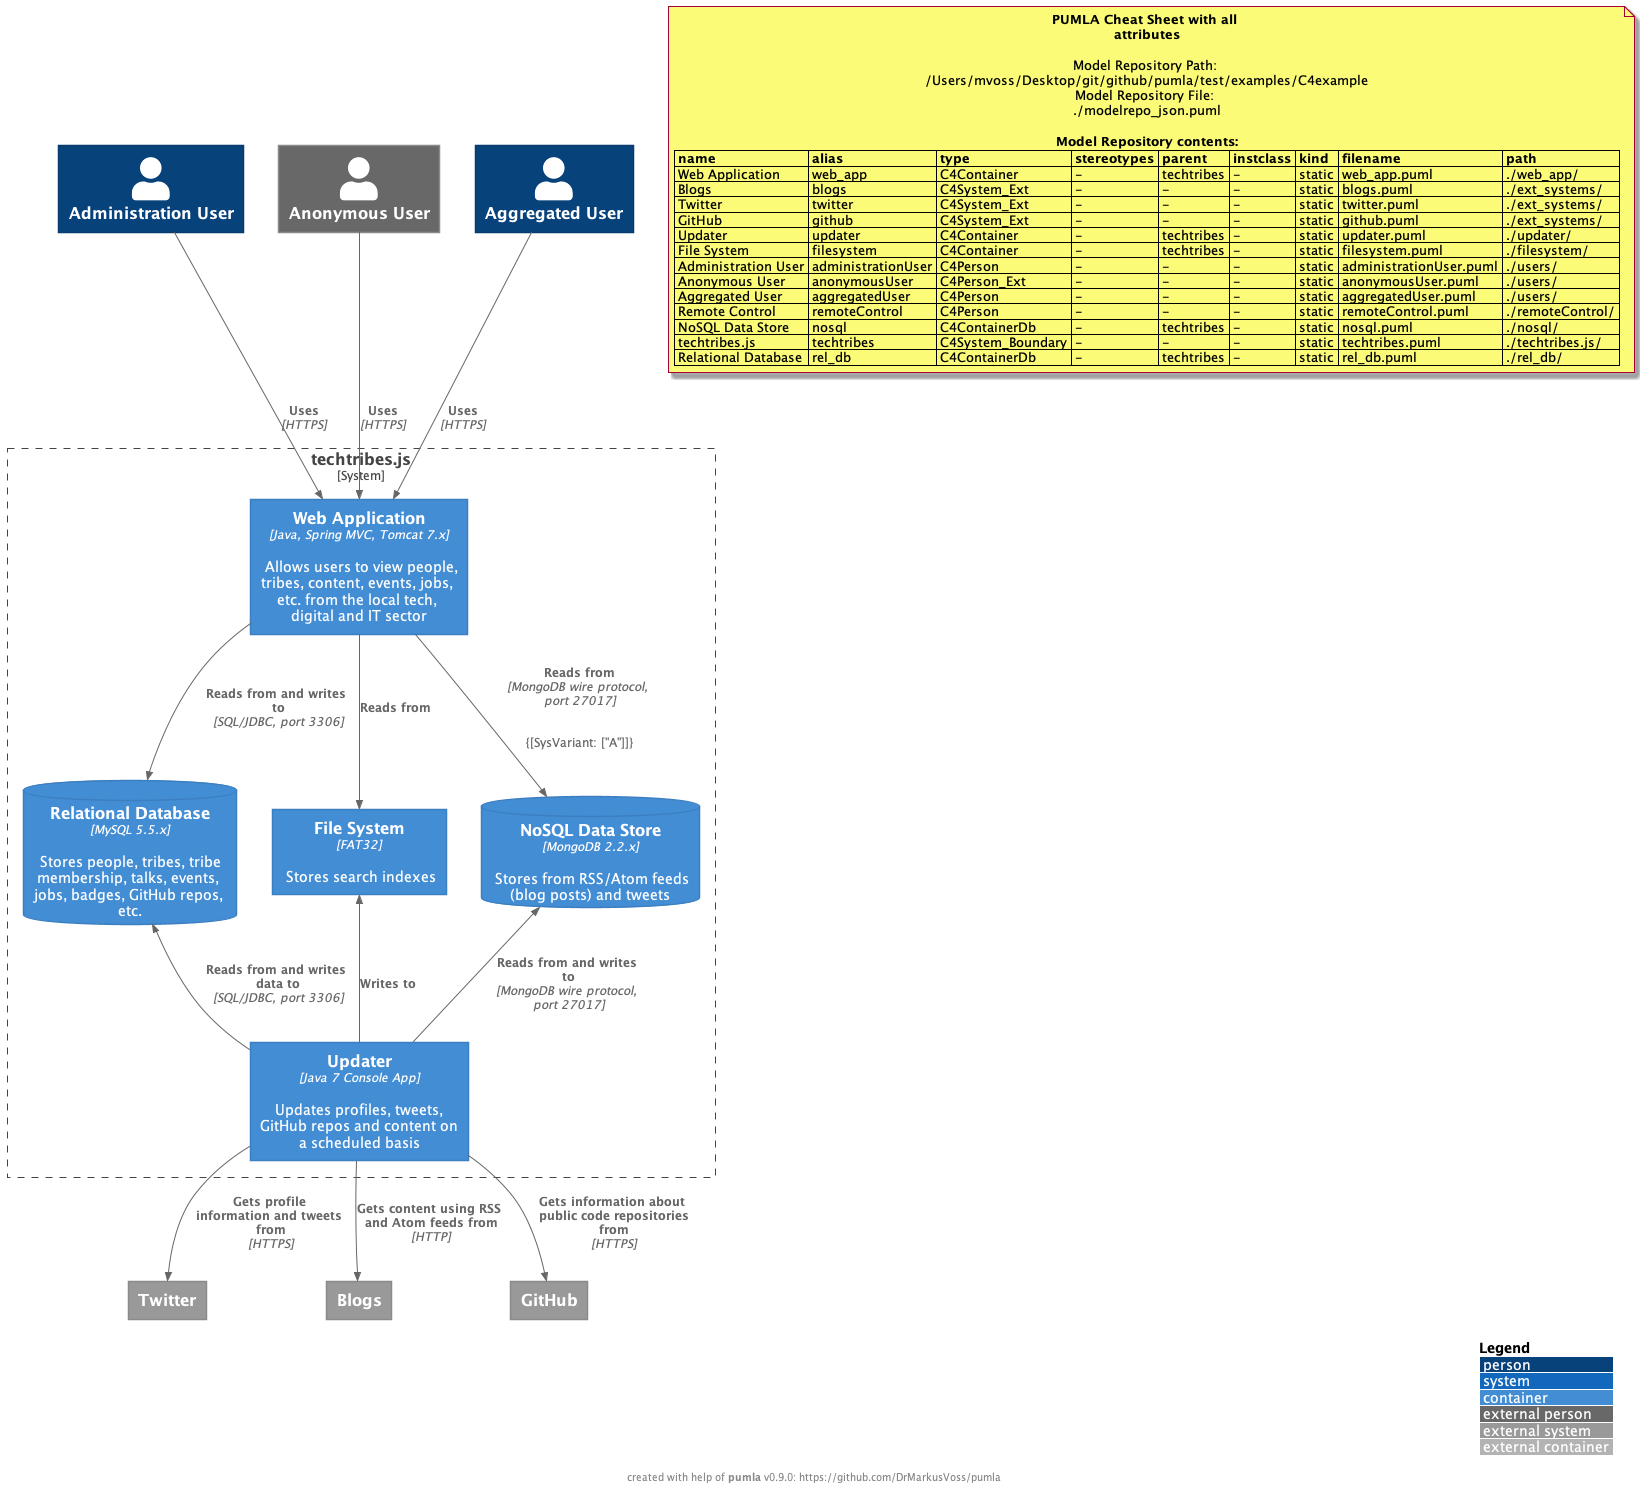 PUMLA Cheat Sheet with all
attributes
Model Repository Path:
/Users/mvoss/Desktop/git/github/pumla/test/examples/C4example
Model Repository File:
./modelrepo_json.puml
Model Repository contents:
name alias type stereotypes parent instclass kind filename path
Web Application web_app C4Container – techtribes – static web_app.puml ./web_app/
Blogs blogs C4System_Ext – – – static blogs.puml ./ext_systems/
Twitter twitter C4System_Ext – – – static twitter.puml ./ext_systems/
GitHub github C4System_Ext – – – static github.puml ./ext_systems/
Updater updater C4Container – techtribes – static updater.puml ./updater/
File System filesystem C4Container – techtribes – static filesystem.puml ./filesystem/
Administration User administrationUser C4Person – – – static administrationUser.puml ./users/
Anonymous User anonymousUser C4Person_Ext – – – static anonymousUser.puml ./users/
Aggregated User aggregatedUser C4Person – – – static aggregatedUser.puml ./users/
Remote Control remoteControl C4Person – – – static remoteControl.puml ./remoteControl/
NoSQL Data Store nosql C4ContainerDb – techtribes – static nosql.puml ./nosql/
techtribes.js techtribes C4System_Boundary – – – static techtribes.puml ./techtribes.js/
Relational Database rel_db C4ContainerDb – techtribes – static rel_db.puml ./rel_db/
Administration User
Anonymous User
Aggregated User
Uses
[HTTPS]
Uses
[HTTPS]
Uses
[HTTPS]
techtribes.js
[System]
Web Application
[Java, Spring MVC, Tomcat 7.x]
Allows users to view people,
tribes, content, events, jobs,
etc. from the local tech,
digital and IT sector
Reads from and writes
to
[SQL/JDBC, port 3306]
Reads from
Reads from
[MongoDB wire protocol,
port 27017]
{[SysVariant: ["A"]]}
Relational Database
[MySQL 5.5.x]
Stores people, tribes, tribe
membership, talks, events,
jobs, badges, GitHub repos,
etc.
File System
[FAT32]
Stores search indexes
NoSQL Data Store
[MongoDB 2.2.x]
Stores from RSS/Atom feeds
(blog posts) and tweets
Reads from and writes
data to
[SQL/JDBC, port 3306]
Writes to
Reads from and writes
to
[MongoDB wire protocol,
port 27017]
Updater
[Java 7 Console App]
Updates profiles, tweets,
GitHub repos and content on
a scheduled basis
Gets profile
information and tweets
from
[HTTPS]
Gets content using RSS
and Atom feeds from
[HTTP]
Gets information about
public code repositories
from
[HTTPS]
Twitter
Blogs
GitHub
Legend
person
system
container
external person
external system
external container
created with help of pumla v0.9.0: https://github.com/DrMarkusVoss/pumla